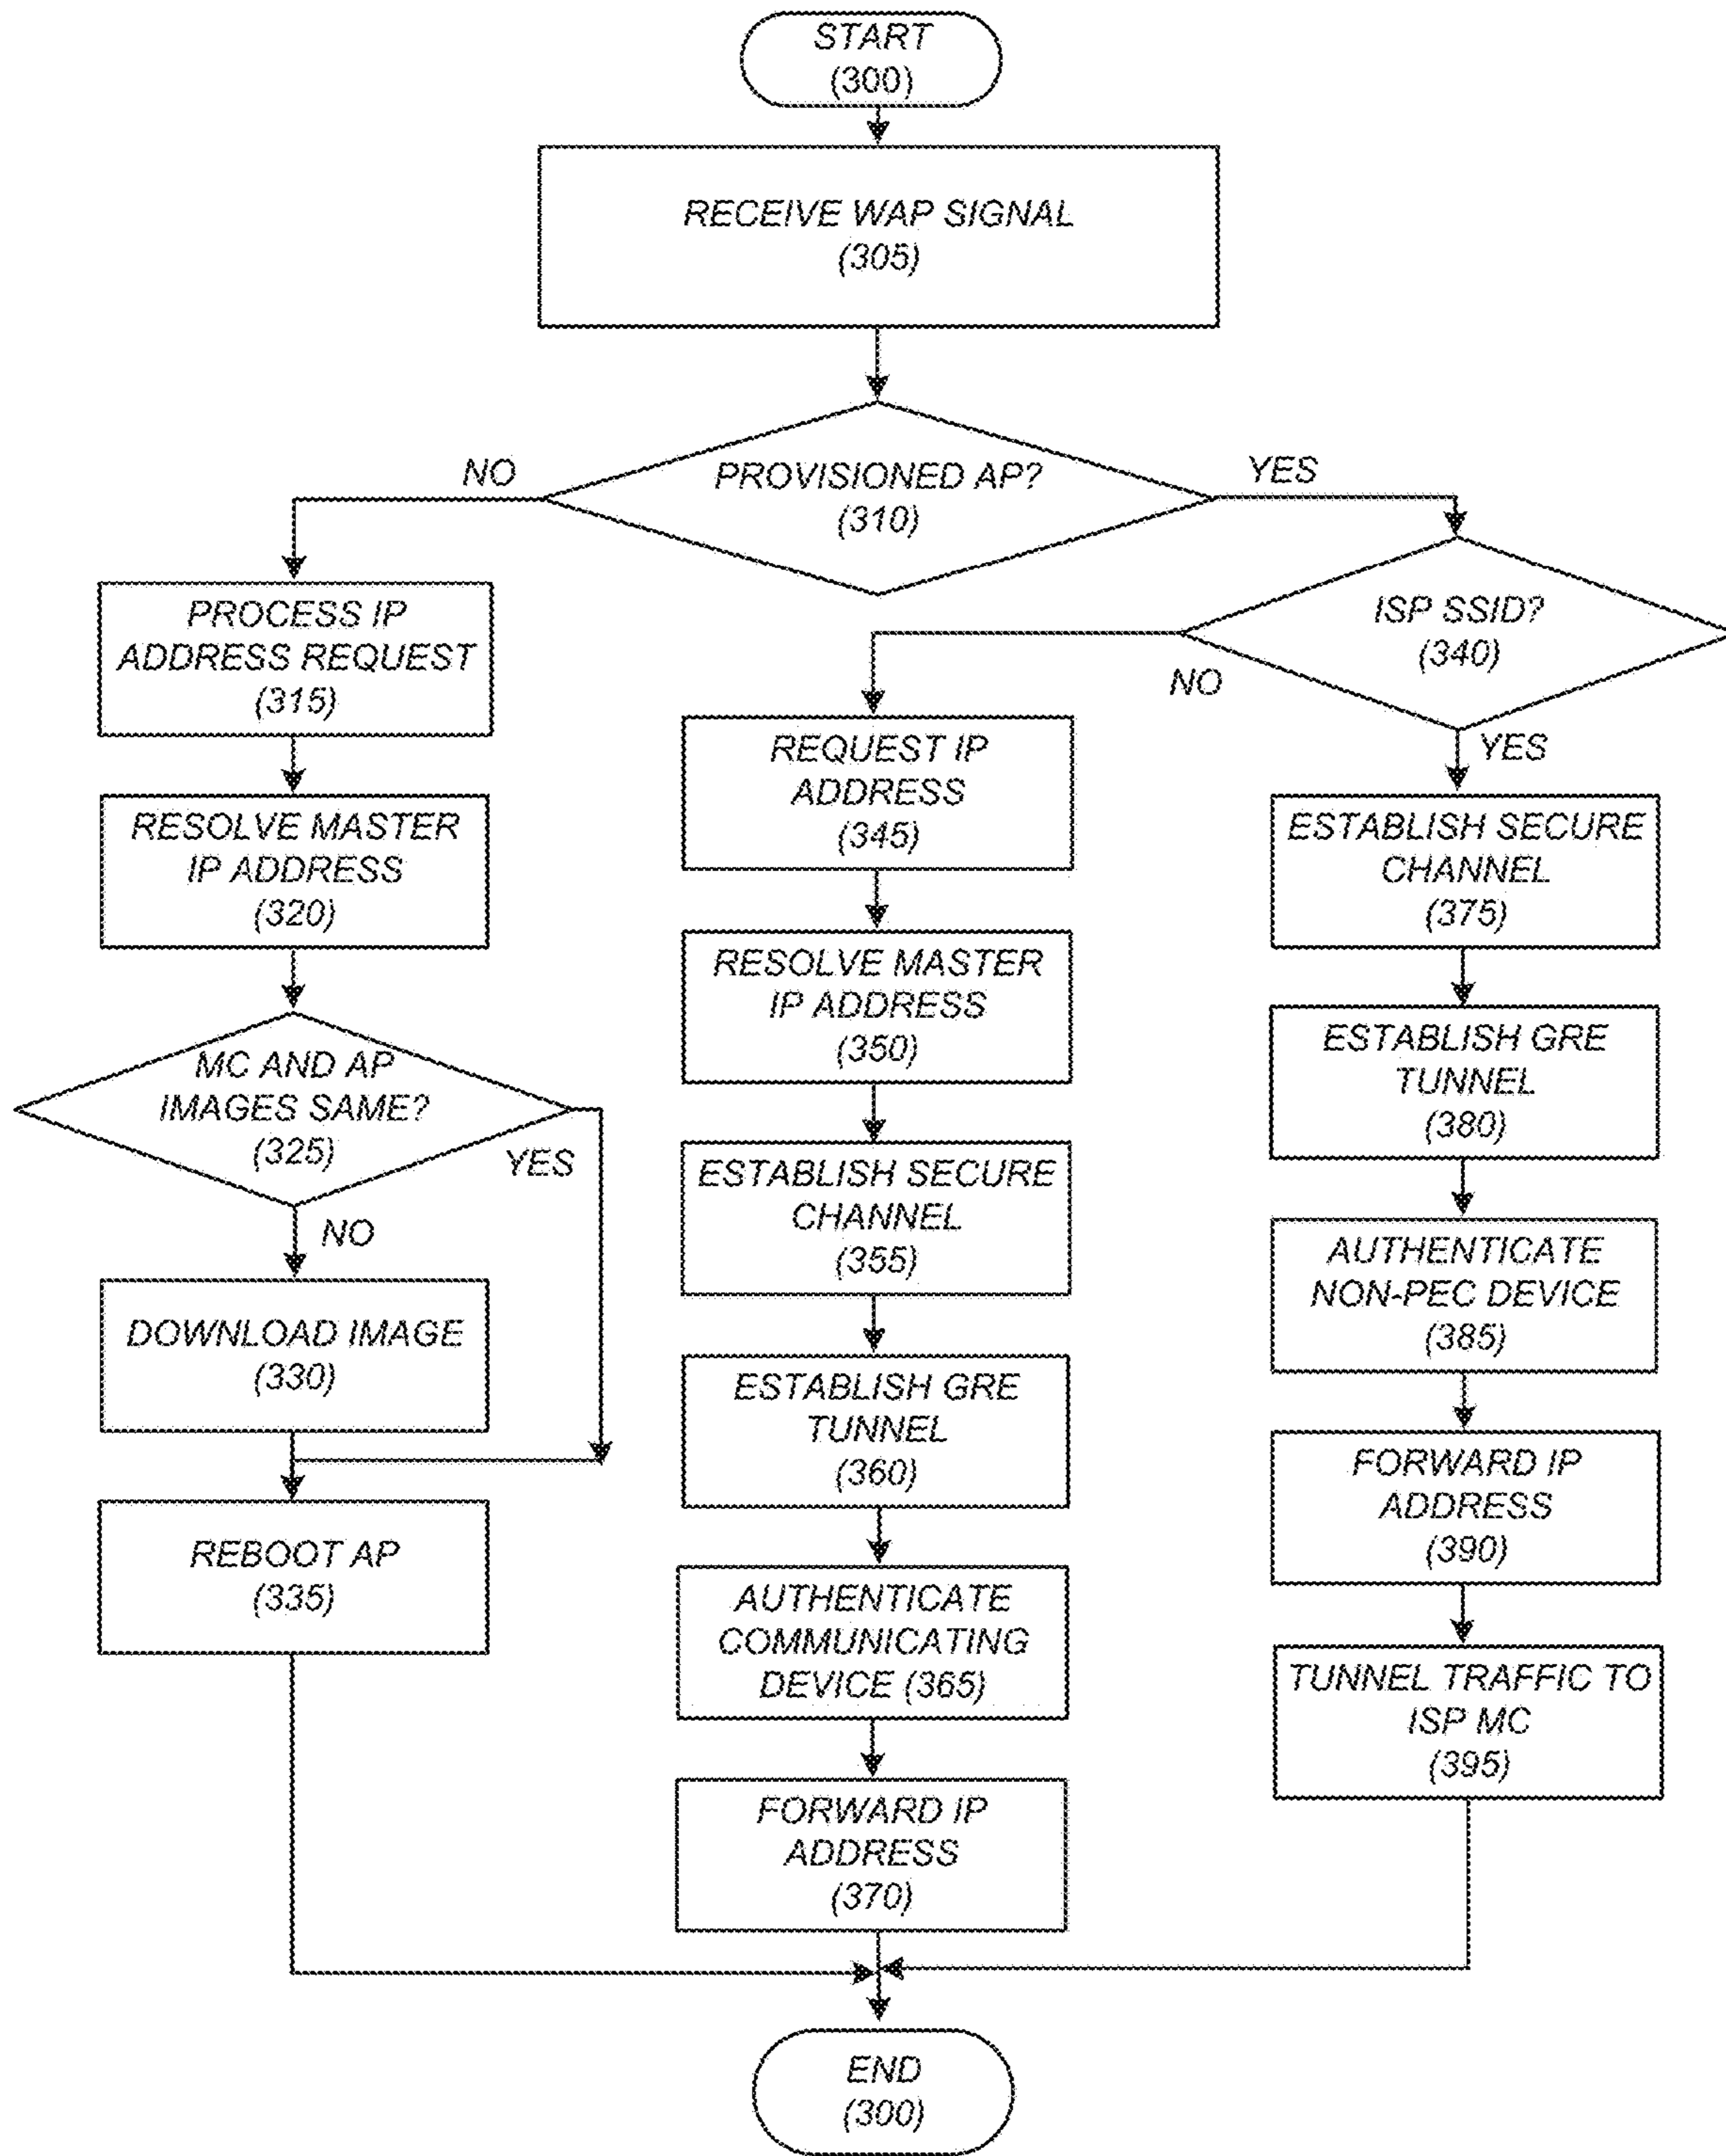 START
(300)
RECEIVE WAP SIGNAL
(305)
PROVISIONED AP?
(310)
NO
YES
PROCESS IP
ADDRESS REQUEST
(315)
RESOLVE MASTER
IP ADDRESS
(320)
MC AND AP
IMAGES SAME?
(325)
YES
NO
DOWNLOAD IMAGE
(330)
REBOOT AP
(335)
ISP SSID?
(340)
NO
YES
REQUEST IP
ADDRESS
(345)
RESOLVE MASTER
IP ADDRESS
(350)
ESTABLISH SECURE
CHANNEL
(355)
ESTABLISH GRE
TUNNEL
(360)
AUTHENTICATE
COMMUNICATING
DEVICE (365)
FORWARD IP
ADDRESS
(370)
ESTABLISH SECURE
CHANNEL
(375)
ESTABLISH GRE
TUNNEL
(380)
AUTHENTICATE
NON-PEC DEVICE
(385)
FORWARD IP
ADDRESS
(390)
TUNNEL TRAFFIC TO
ISP MC
(395)
END
(300)